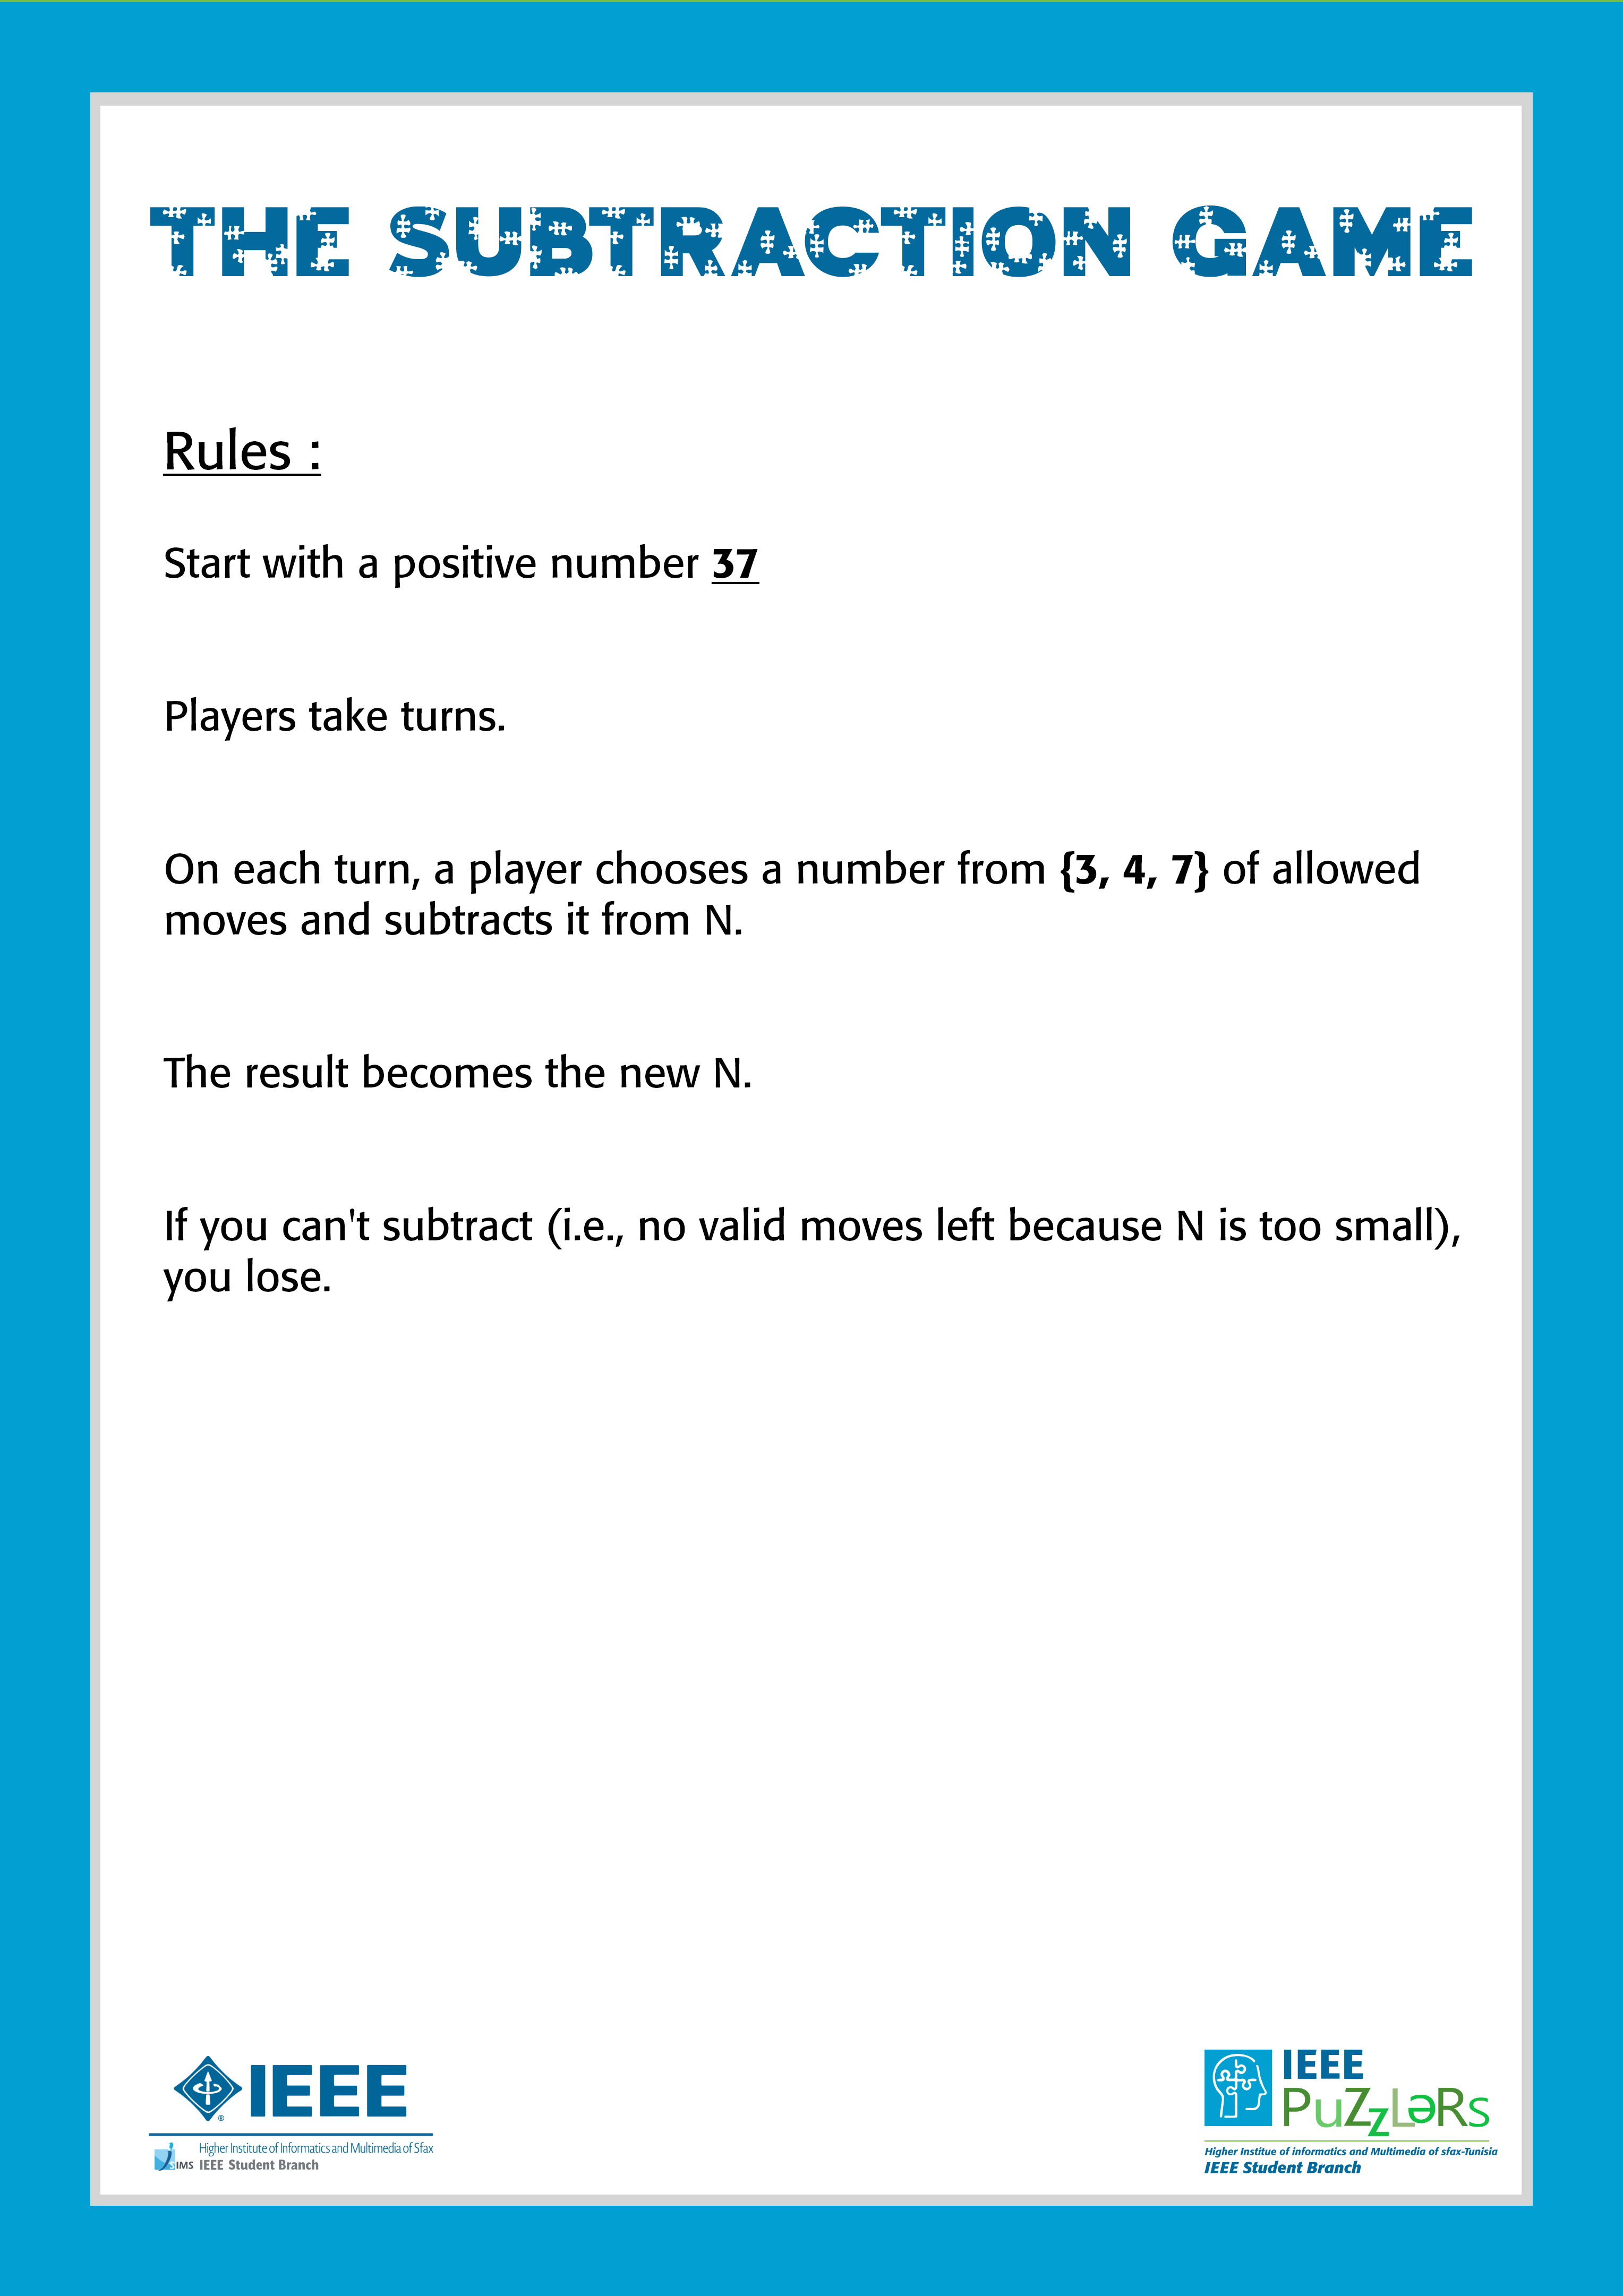 THE SUBTRACTION GAME
Rules :
Start with a positive number 37
Players take turns.
On each turn, a player chooses a number from {3, 4, 7} of allowed
moves and subtracts it from N.
The result becomes the new N.
If you can't subtract (i.e., no valid moves left because N is too small),
you lose.
IEEE
Higher Institute of Informatics and Multimedia of Sfax
IMS IEEE Student Branch
IEEE
PuZzLəRs
Higher Institue of informatics and Multimedia of sfax-Tunisia
IEEE Student Branch